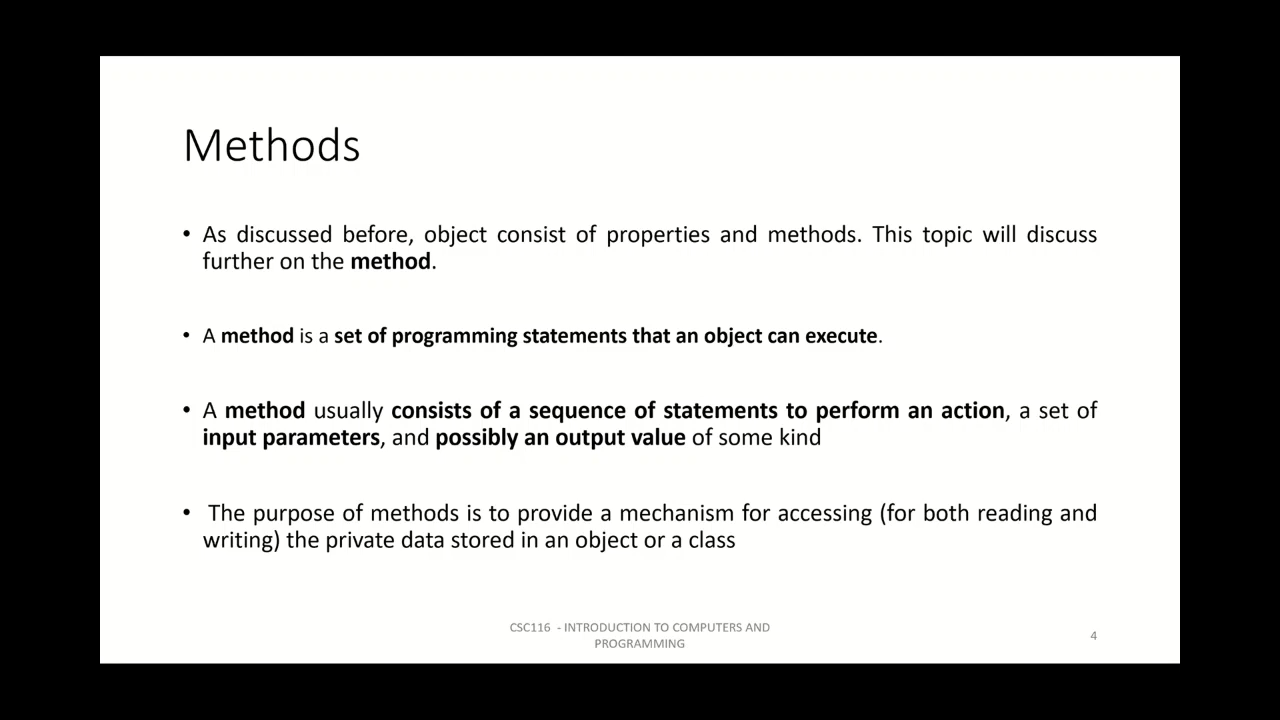 Methods
• As discussed before, object consist of properties and methods. This topic will discuss
further on the method.
• A method is a set of programming statements that an object can execute.
• A method usually consists of a sequence of statements to perform an action, a set of
input parameters, and possibly an output value of some kind
• The purpose of methods is to provide a mechanism for accessing (for both reading and
writing) the private data stored in an object or a class
CSC116 - INTRODUCTION TO COMPUTERS AND
PROGRAMMING
4